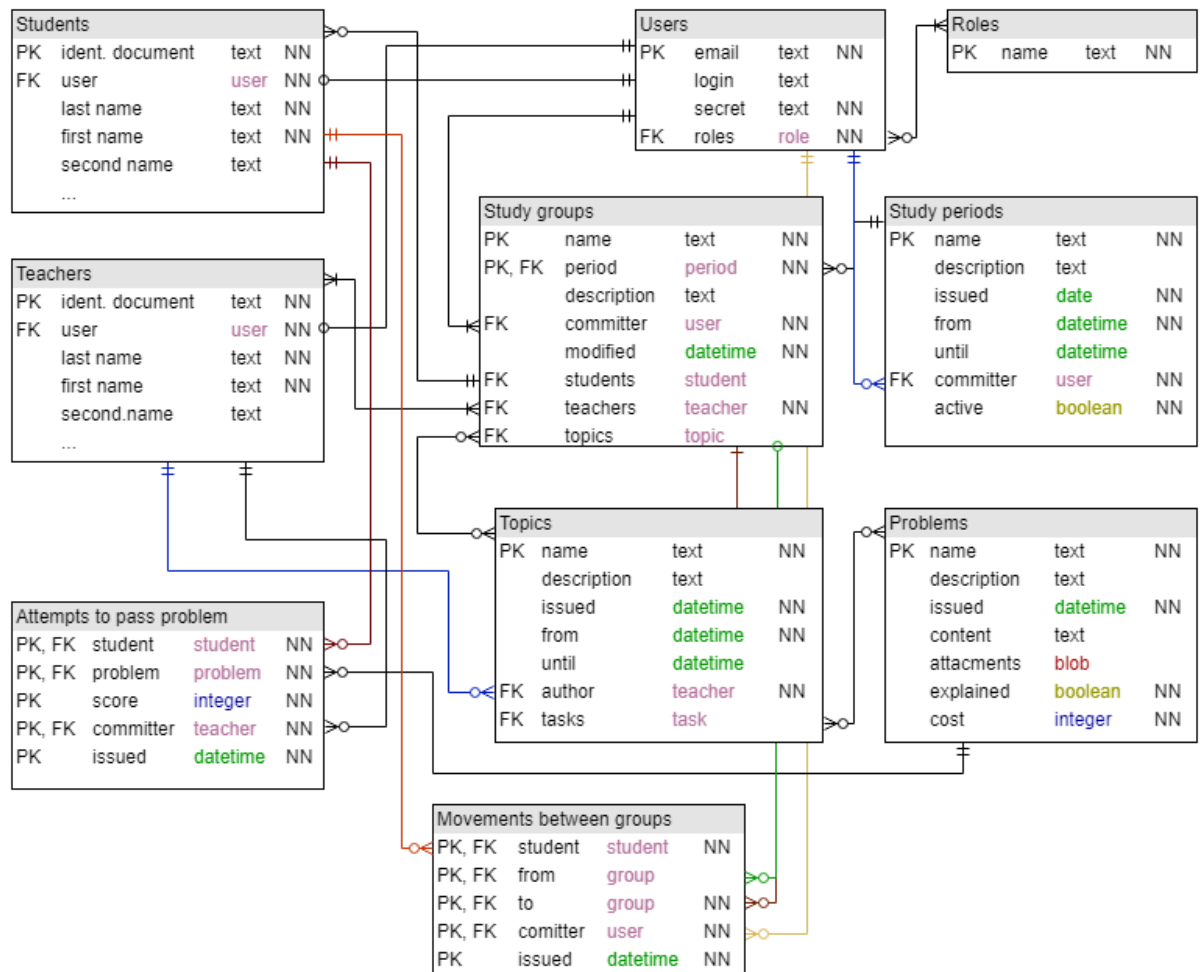 Students
PK ident. document text NN
FK user user NN
last name text NN
first name text NN
second name text
...
Users
PK email text NN
login text
secret text NN
FK roles role NN
Roles
PK name text NN
Study groups
PK name text NN
PK, FK period period NN
description text
FK committer user NN
modified datetime NN
FK students student
FK teachers teacher NN
FK topics topic
Study periods
PK name text NN
description text
issued date NN
from datetime NN
until datetime
FK committer user NN
active boolean NN
Teachers
PK ident. document text NN
FK user user NN
last name text NN
first name text NN
second.name text
...
Topics
PK name text NN
description text
issued datetime NN
from datetime NN
until datetime
FK author teacher NN
FK tasks task
Problems
PK name text NN
description text
issued datetime NN
content text
attacments blob
explained boolean NN
cost integer NN
Attempts to pass problem
PK, FK student student NN
PK, FK problem problem NN
PK score integer NN
PK, FK committer teacher NN
PK issued datetime NN
Movements between groups
PK, FK student student NN
PK, FK from group
PK, FK to group NN
PK, FK comitter user NN
PK issued datetime NN